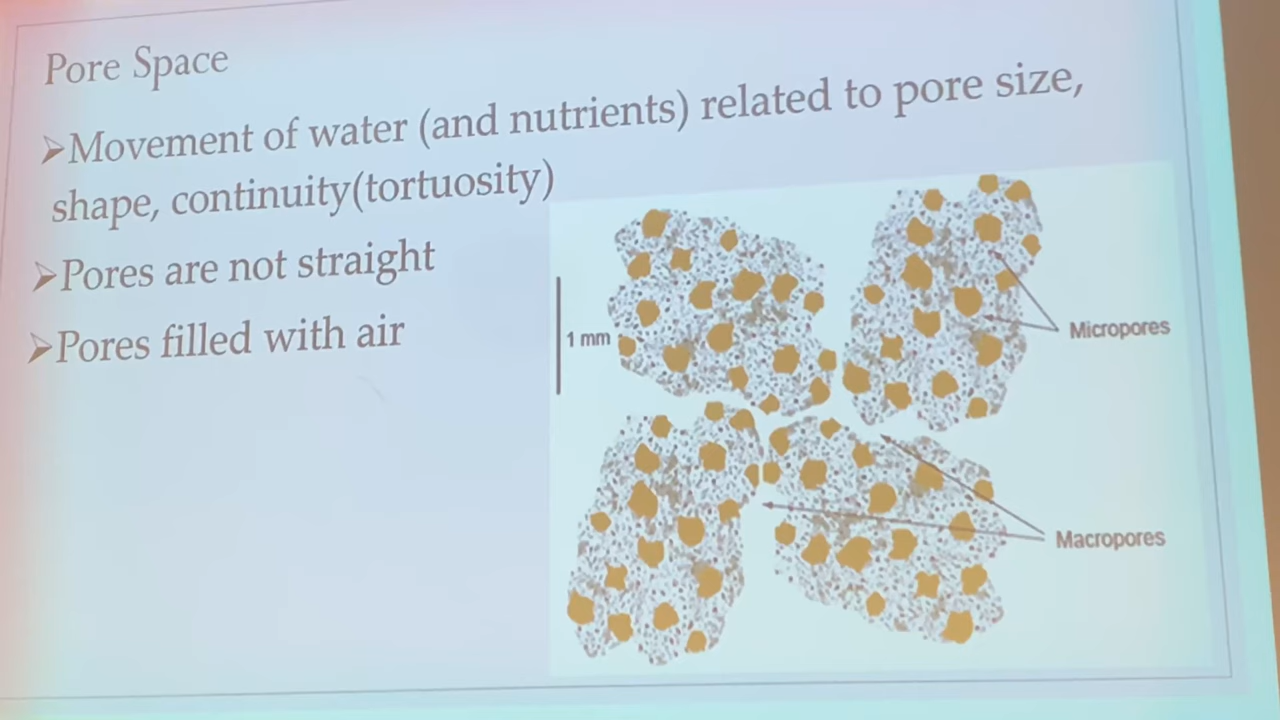 Pore Space
➢Movement of water (and nutrients) related to pore size,
shape, continuity(tortuosity)
➢Pores are not straight
➢Pores filled with air
1 mm
Micropores
Macropores